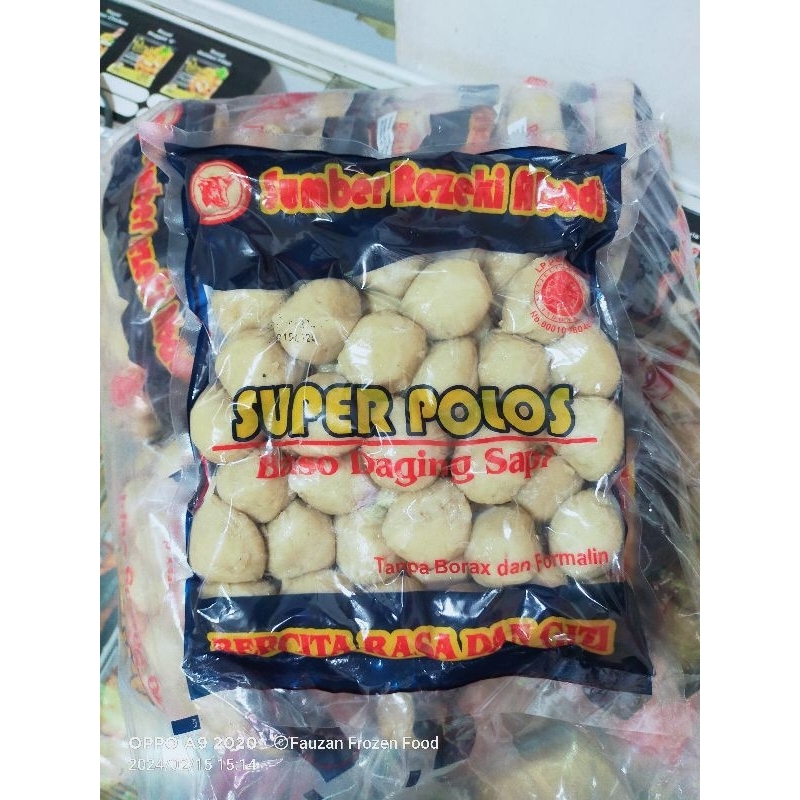 Sumber Rezeki Abadi
SUPER POLOS
Baso Daging Sapi
Tanpa Borax dan Formalin
BERCITA RASA DAN GIZI
OPPO A9 2020 ©Fauzan Frozen Food
2024/02/15 15:14